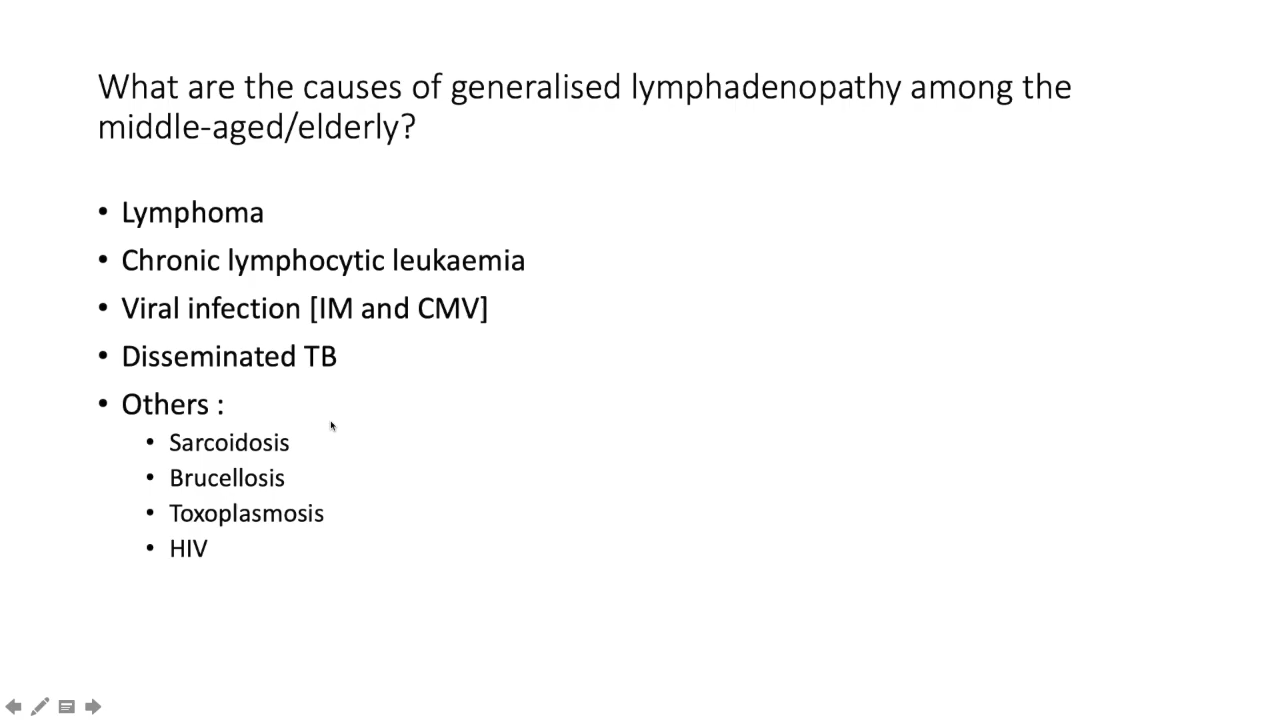 What are the causes of generalised lymphadenopathy among the
middle-aged/elderly?
• Lymphoma
• Chronic lymphocytic leukaemia
• Viral infection [IM and CMV]
• Disseminated TB
• Others :
• Sarcoidosis
• Brucellosis
• Toxoplasmosis
• HIV